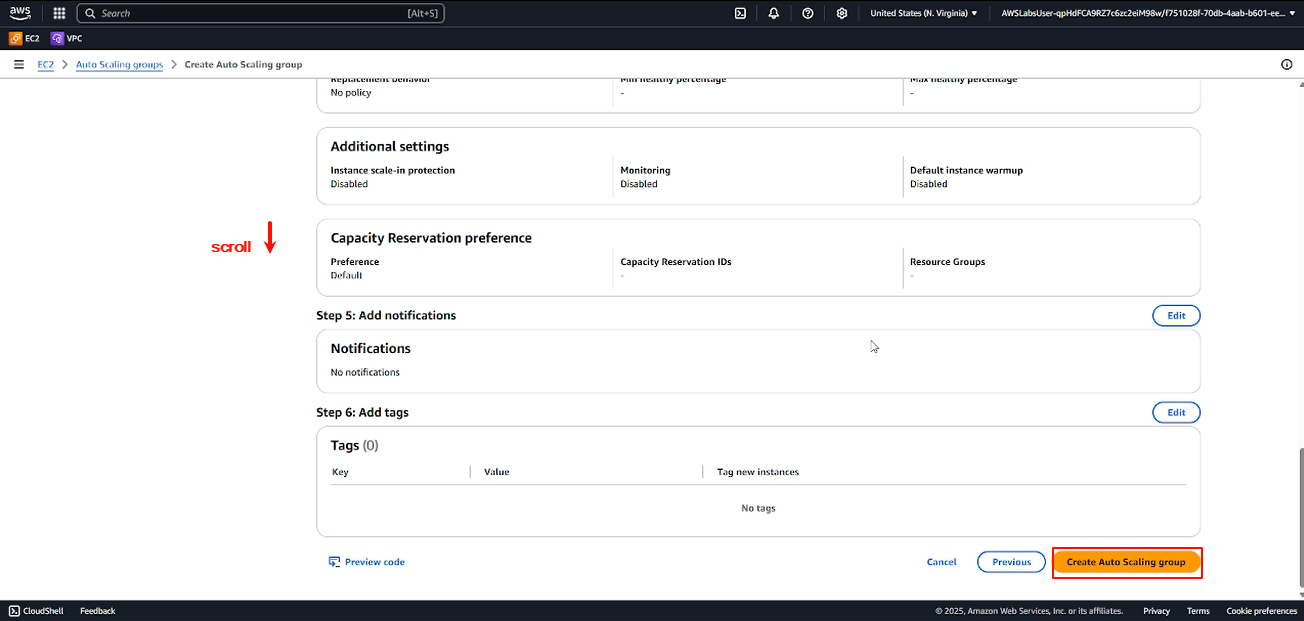 aws Search [Alt+S] United States (N. Virginia) AWSLabsUser-qpHdFCA9RZ7c6zc2eiM98w/f751028f-70db-4aab-b601-ee...
EC2 VPC
EC2 > Auto Scaling groups > Create Auto Scaling group
Replacement behavior Min healthy percentage Max healthy percentage
No policy - -
Additional settings
Instance scale-in protection Monitoring Default instance warmup
Disabled Disabled Disabled
scroll
Capacity Reservation preference
Preference Capacity Reservation IDs Resource Groups
Default - -
Step 5: Add notifications Edit
Notifications
No notifications
Step 6: Add tags Edit
Tags (0)
Key Value Tag new instances
No tags
Preview code Cancel Previous Create Auto Scaling group
CloudShell Feedback © 2025, Amazon Web Services, Inc. or its affiliates. Privacy Terms Cookie preferences